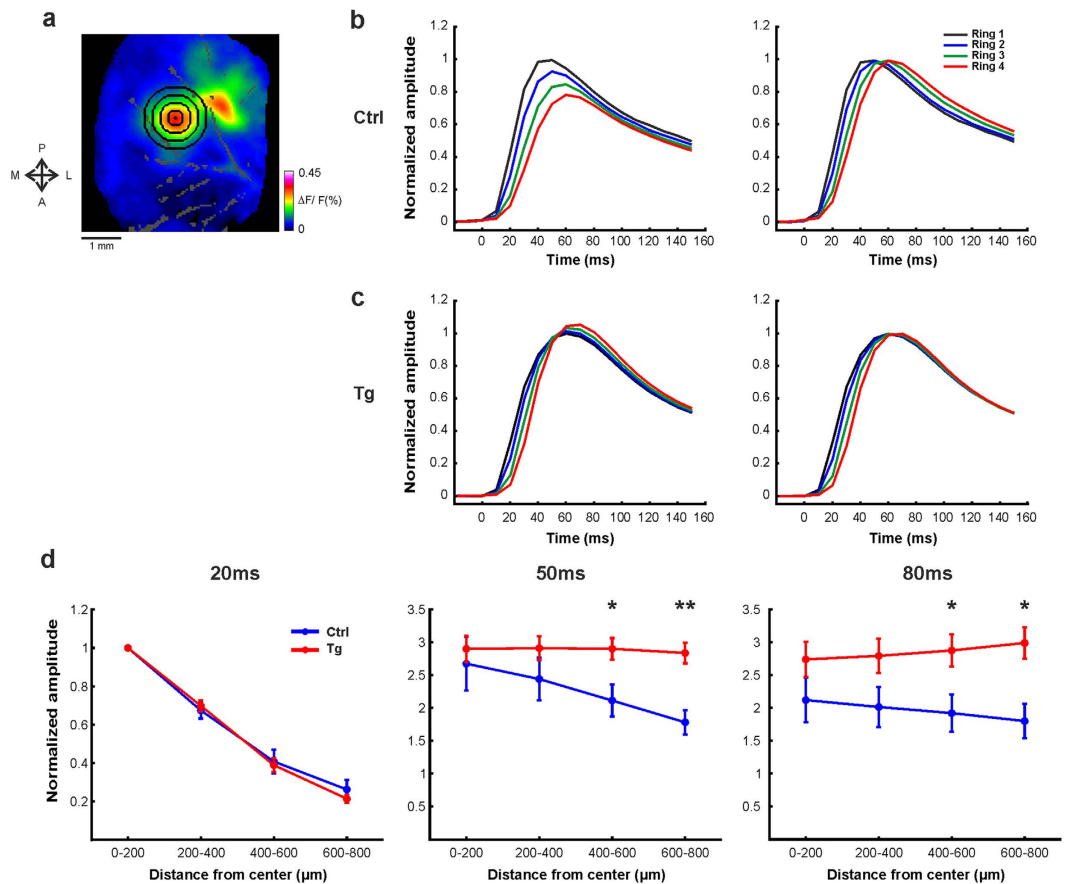 a
P
M
L
A
0.45
ΔF/ F(%)
0
1 mm
b
Ctrl
Normalized amplitude
1.2
1
0.8
0.6
0.4
0.2
0
0 20 40 60 80 100 120 140 160
Time (ms)
1.2
1
0.8
0.6
0.4
0.2
0
Ring 1
Ring 2
Ring 3
Ring 4
0 20 40 60 80 100 120 140 160
Time (ms)
c
Tg
Normalized amplitude
1.2
1
0.8
0.6
0.4
0.2
0
0 20 40 60 80 100 120 140 160
Time (ms)
1.2
1
0.8
0.6
0.4
0.2
0
0 20 40 60 80 100 120 140 160
Time (ms)
d
20ms
Normalized amplitude
1.2
1
0.8
0.6
0.4
0.2
Ctrl
Tg
0-200 200-400 400-600 600-800
Distance from center (μm)
50ms
* **
3.5
3
2.5
2
1.5
1
0.5
0-200 200-400 400-600 600-800
Distance from center (μm)
80ms
* *
3.5
3
2.5
2
1.5
1
0.5
0-200 200-400 400-600 600-800
Distance from center (μm)